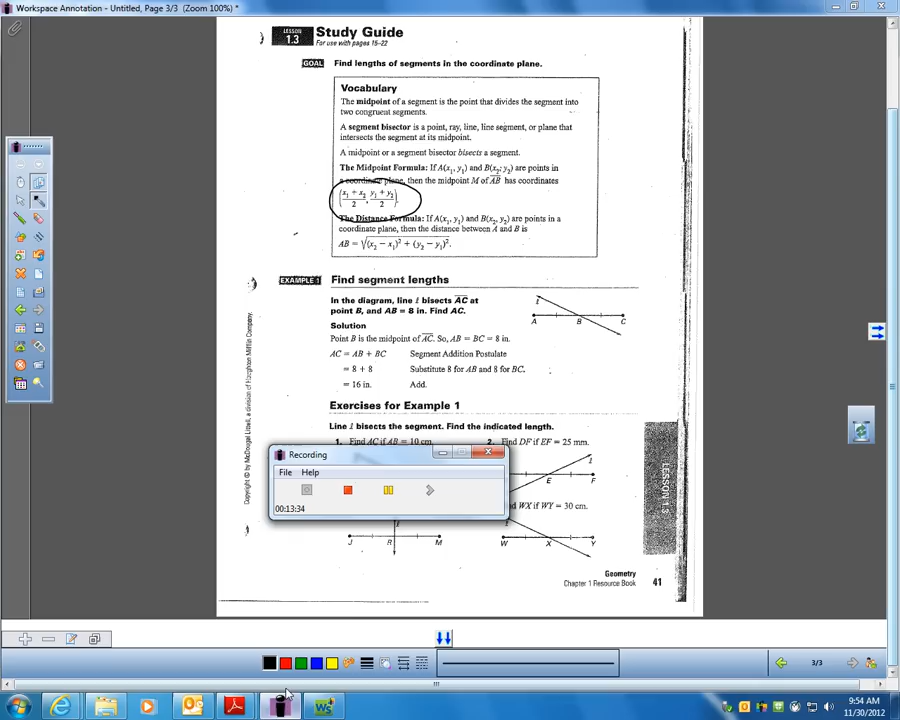 Workspace Annotation - Untitled, Page 3/3 (Zoom 100%) *
LESSON
1.3
Study Guide
For use with pages 15–22
GOAL Find lengths of segments in the coordinate plane.
Vocabulary
The midpoint of a segment is the point that divides the segment into
two congruent segments.
A segment bisector is a point, ray, line, line segment, or plane that
intersects the segment at its midpoint.
A midpoint or a segment bisector bisects a segment.
The Midpoint Formula: If A(x₁, y₁) and B(x₂, y₂) are points in
a coordinate plane, then the midpoint M of AB has coordinates
(x₁ + x₂ / 2, y₁ + y₂ / 2).
The Distance Formula: If A(x₁, y₁) and B(x₂, y₂) are points in a
coordinate plane, then the distance between A and B is
AB = √(x₂ − x₁)² + (y₂ − y₁)².
EXAMPLE 1 Find segment lengths
In the diagram, line ℓ bisects AC at
point B, and AB = 8 in. Find AC.
ℓ
A B C
Solution
Point B is the midpoint of AC. So, AB = BC = 8 in.
AC = AB + BC Segment Addition Postulate
= 8 + 8 Substitute 8 for AB and 8 for BC.
= 16 in. Add.
Exercises for Example 1
Line ℓ bisects the segment. Find the indicated length.
1. Find AC if AB = 10 cm. 2. Find DF if EF = 25 mm.
ℓ
E F
WX if WY = 30 cm.
ℓ
J R M
ℓ
W X Y
Recording
File Help
00:13:34
Copyright © by McDougal Littell, a division of Houghton Mifflin Company.
LESSON 1.3
Geometry
Chapter 1 Resource Book 41
3/3
9:54 AM
11/30/2012